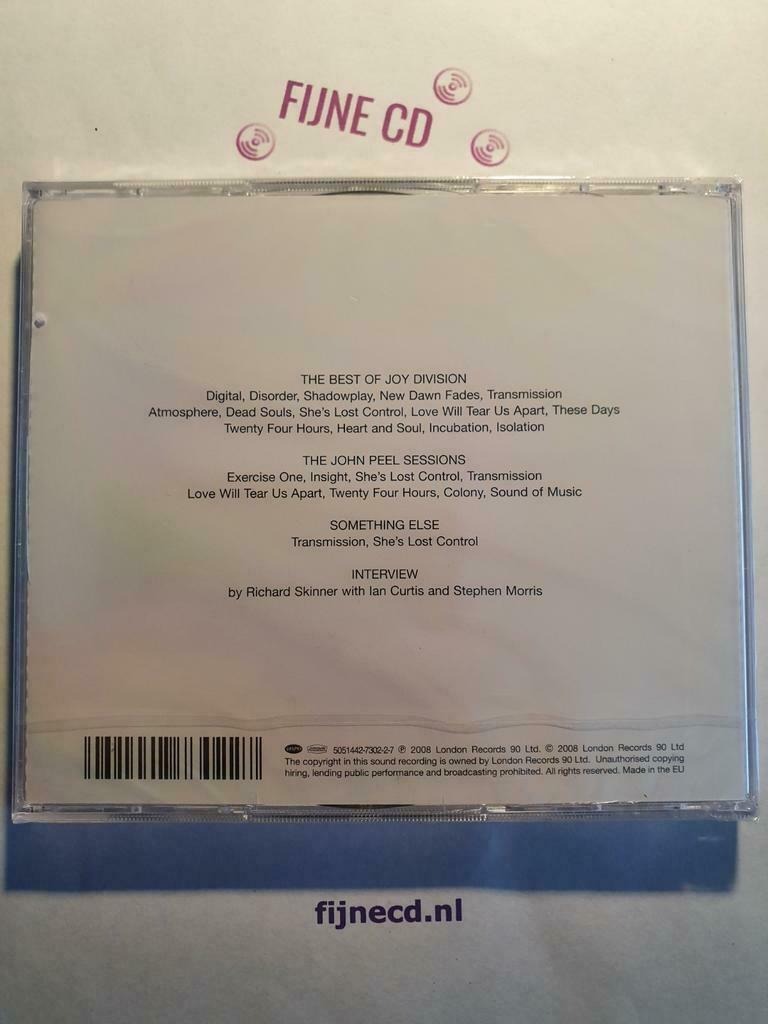 FIJNE CD
THE BEST OF JOY DIVISION
Digital, Disorder, Shadowplay, New Dawn Fades, Transmission
Atmosphere, Dead Souls, She's Lost Control, Love Will Tear Us Apart, These Days
Twenty Four Hours, Heart and Soul, Incubation, Isolation
THE JOHN PEEL SESSIONS
Exercise One, Insight, She's Lost Control, Transmission
Love Will Tear Us Apart, Twenty Four Hours, Colony, Sound of Music
SOMETHING ELSE
Transmission, She's Lost Control
INTERVIEW
by Richard Skinner with Ian Curtis and Stephen Morris
5051442-7302-2-7 ℗ 2008 London Records 90 Ltd. © 2008 London Records 90 Ltd
The copyright in this sound recording is owned by London Records 90 Ltd. Unauthorised copying
hiring, lending public performance and broadcasting prohibited. All rights reserved. Made in the EU
fijnecd.nl